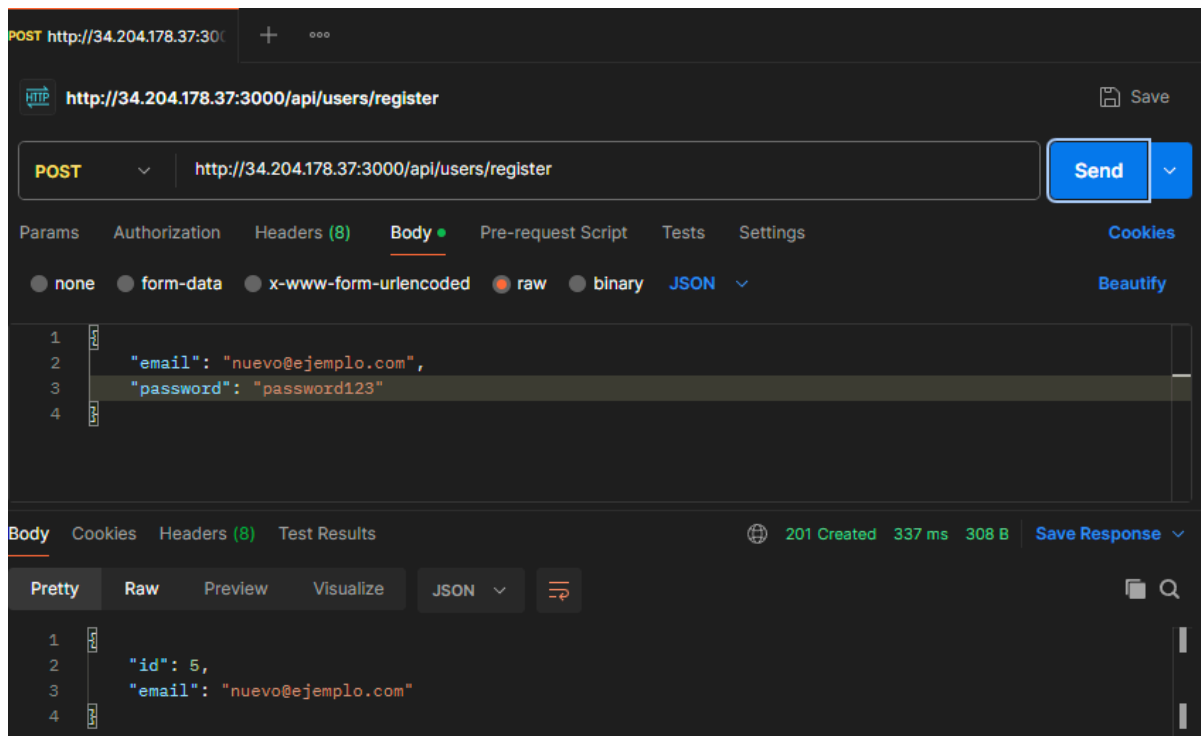 POST http://34.204.178.37:30
HTTP http://34.204.178.37:3000/api/users/register Save
POST http://34.204.178.37:3000/api/users/register Send
Params Authorization Headers (8) Body Pre-request Script Tests Settings Cookies
none form-data x-www-form-urlencoded raw binary JSON Beautify
1 {
2 "email": "nuevo@ejemplo.com",
3 "password": "password123"
4 }
Body Cookies Headers (8) Test Results 201 Created 337 ms 308 B Save Response
Pretty Raw Preview Visualize JSON
1 {
2 "id": 5,
3 "email": "nuevo@ejemplo.com"
4 }